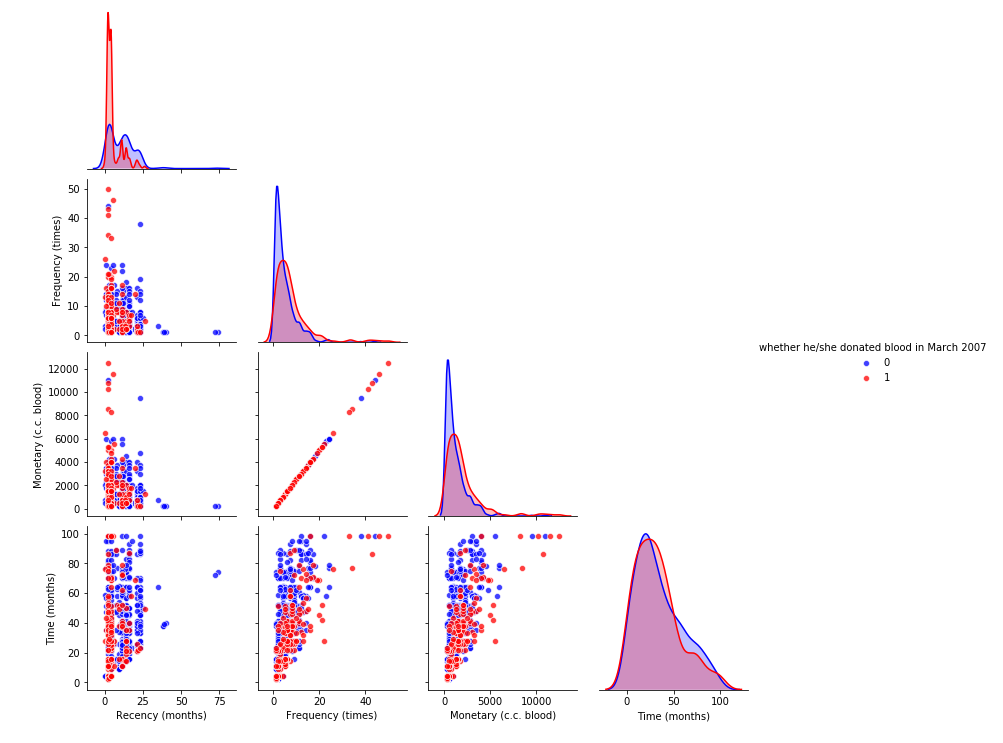 50
40
30
20
10
0
Frequency (times)
12000
10000
8000
6000
4000
2000
0
Monetary (c.c. blood)
whether he/she donated blood in March 2007
0
1
100
80
60
40
20
0
Time (months)
0 25 50 75
Recency (months)
0 20 40
Frequency (times)
0 5000 10000
Monetary (c.c. blood)
0 50 100
Time (months)